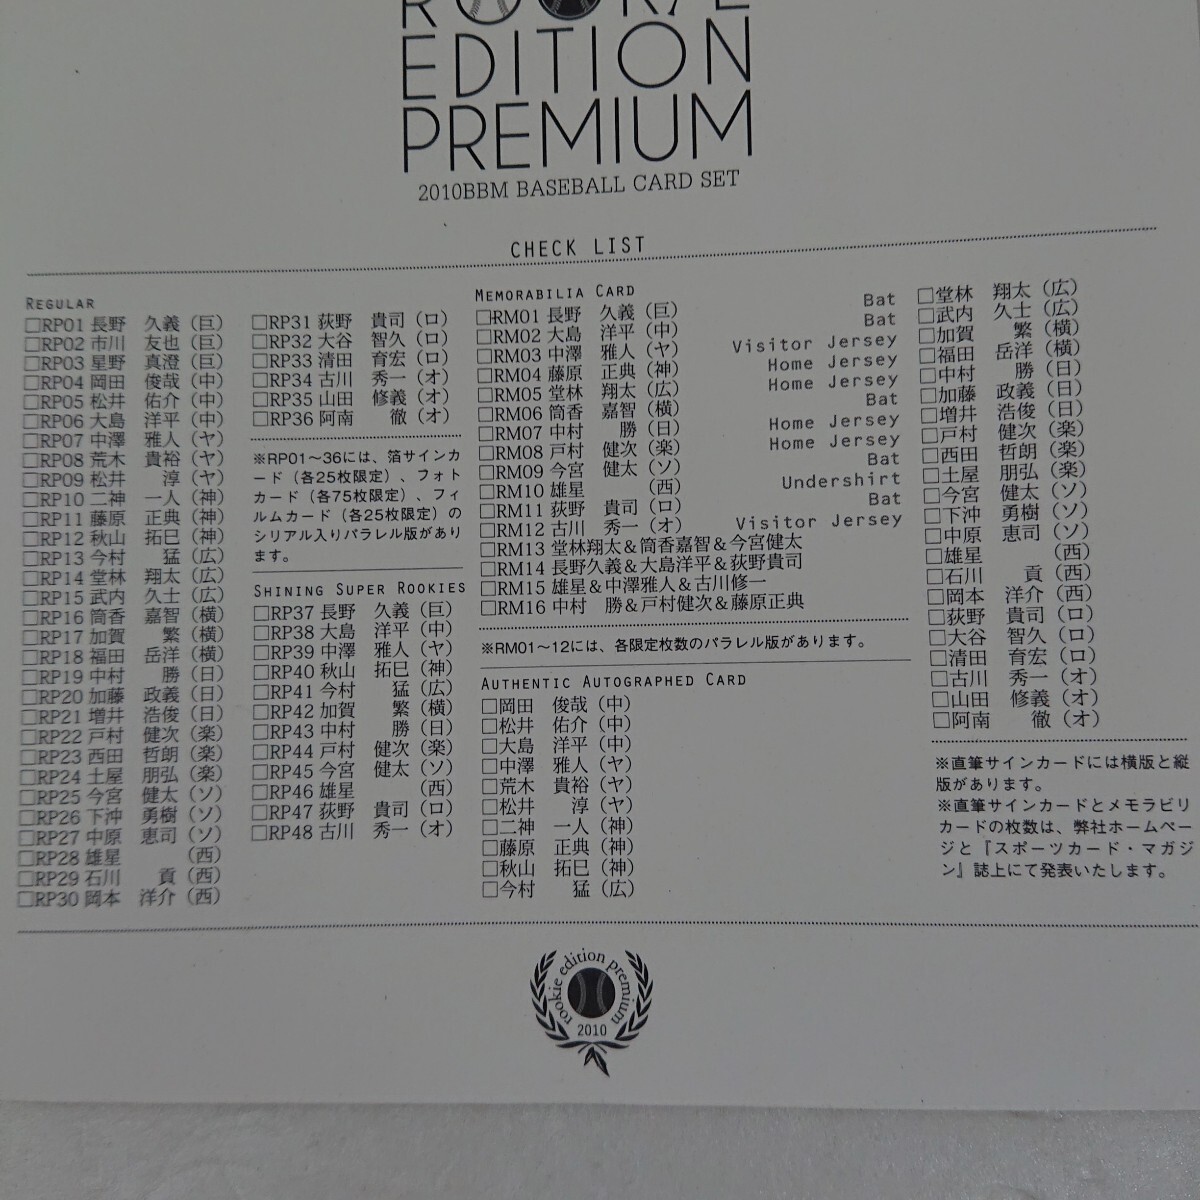 ROOKIE
EDITION
PREMIUM
2010BBM BASEBALL CARD SET
CHECK LIST
REGULAR
□RP01 長野 久義（巨）
□RP02 市川 友也（巨）
□RP03 星野 真澄（巨）
□RP04 岡田 俊哉（中）
□RP05 松井 佑介（中）
□RP06 大島 洋平（中）
□RP07 中澤 雅人（ヤ）
□RP08 荒木 貴裕（ヤ）
□RP09 松井 淳（ヤ）
□RP10 二神 一人（神）
□RP11 藤原 正典（神）
□RP12 秋山 拓巳（神）
□RP13 今村 猛（広）
□RP14 堂林 翔太（広）
□RP15 武内 久士（広）
□RP16 筒香 嘉智（横）
□RP17 加賀 繁（横）
□RP18 福田 岳洋（横）
□RP19 中村 勝（日）
□RP20 加藤 政義（日）
□RP21 増井 浩俊（日）
□RP22 戸村 健次（楽）
□RP23 西田 哲朗（楽）
□RP24 土屋 朋弘（楽）
□RP25 今宮 健太（ソ）
□RP26 下沖 勇樹（ソ）
□RP27 中原 恵司（ソ）
□RP28 雄星 （西）
□RP29 石川 貢（西）
□RP30 岡本 洋介（西）
□RP31 荻野 貴司（ロ）
□RP32 大谷 智久（ロ）
□RP33 清田 育宏（ロ）
□RP34 古川 秀一（オ）
□RP35 山田 修義（オ）
□RP36 阿南 徹（オ）
※RP01〜36には、箔サインカ
ード（各25枚限定）、フォト
カード（各75枚限定）、フィ
ルムカード（各25枚限定）の
シリアル入りパラレル版があり
ます。
SHINING SUPER ROOKIES
□RP37 長野 久義（巨）
□RP38 大島 洋平（中）
□RP39 中澤 雅人（ヤ）
□RP40 秋山 拓巳（神）
□RP41 今村 猛（広）
□RP42 加賀 繁（横）
□RP43 中村 勝（日）
□RP44 戸村 健次（楽）
□RP45 今宮 健太（ソ）
□RP46 雄星 （西）
□RP47 荻野 貴司（ロ）
□RP48 古川 秀一（オ）
MEMORABILIA CARD
□RM01 長野 久義（巨） Bat
□RM02 大島 洋平（中） Bat
□RM03 中澤 雅人（ヤ） Visitor Jersey
□RM04 藤原 正典（神） Home Jersey
□RM05 堂林 翔太（広） Home Jersey
□RM06 筒香 嘉智（横） Bat
□RM07 中村 勝（日） Home Jersey
□RM08 戸村 健次（楽） Home Jersey
□RM09 今宮 健太（ソ） Bat
□RM10 雄星 （西） Undershirt
□RM11 荻野 貴司（ロ） Bat
□RM12 古川 秀一（オ） Visitor Jersey
□RM13 堂林翔太＆筒香嘉智＆今宮健太
□RM14 長野久義＆大島洋平＆荻野貴司
□RM15 雄星＆中澤雅人＆古川修一
□RM16 中村 勝＆戸村健次＆藤原正典
※RM01〜12には、各限定枚数のパラレル版があります。
AUTHENTIC AUTOGRAPHED CARD
□岡田 俊哉（中）
□松井 佑介（中）
□大島 洋平（中）
□中澤 雅人（ヤ）
□荒木 貴裕（ヤ）
□松井 淳（ヤ）
□二神 一人（神）
□藤原 正典（神）
□秋山 拓巳（神）
□今村 猛（広）
□堂林 翔太（広）
□武内 久士（広）
□加賀 繁（横）
□福田 岳洋（横）
□中村 勝（日）
□加藤 政義（日）
□増井 浩俊（日）
□戸村 健次（楽）
□西田 哲朗（楽）
□土屋 朋弘（楽）
□今宮 健太（ソ）
□下沖 勇樹（ソ）
□中原 恵司（ソ）
□雄星 （西）
□石川 貢（西）
□岡本 洋介（西）
□荻野 貴司（ロ）
□大谷 智久（ロ）
□清田 育宏（ロ）
□古川 秀一（オ）
□山田 修義（オ）
□阿南 徹（オ）
※直筆サインカードには横版と縦
版があります。
※直筆サインカードとメモラビリ
カードの枚数は、弊社ホームペー
ジと『スポーツカード・マガジ
ン』誌上にて発表いたします。
rookie edition premium
2010